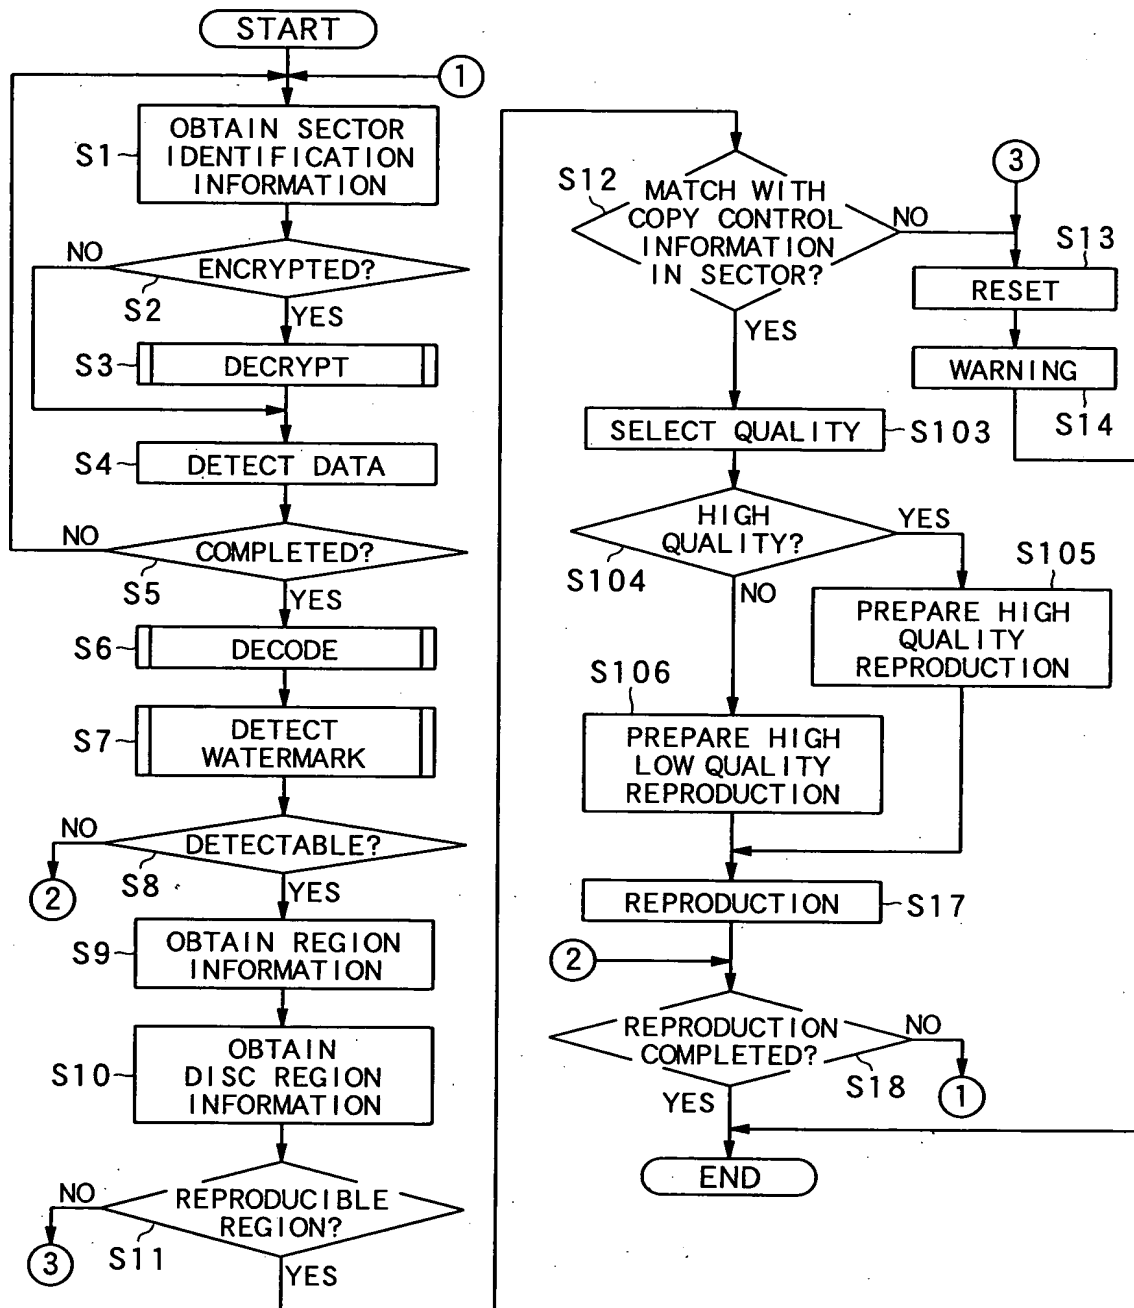 START
1
S1
OBTAIN SECTOR
IDENTIFICATION
INFORMATION
NO
ENCRYPTED?
S2
YES
S3
DECRYPT
S4
DETECT DATA
NO
COMPLETED?
S5
YES
S6
DECODE
S7
DETECT
WATERMARK
NO
DETECTABLE?
2
S8
YES
S9
OBTAIN REGION
INFORMATION
S10
OBTAIN
DISC REGION
INFORMATION
NO
REPRODUCIBLE
REGION?
3
S11
YES
S12
MATCH WITH
COPY CONTROL
INFORMATION
IN SECTOR?
NO
3
S13
RESET
YES
WARNING
S14
SELECT QUALITY
S103
HIGH
QUALITY?
YES
S104
NO
S105
PREPARE HIGH
QUALITY
REPRODUCTION
S106
PREPARE HIGH
LOW QUALITY
REPRODUCTION
REPRODUCTION
S17
2
REPRODUCTION
COMPLETED?
NO
S18
1
YES
END